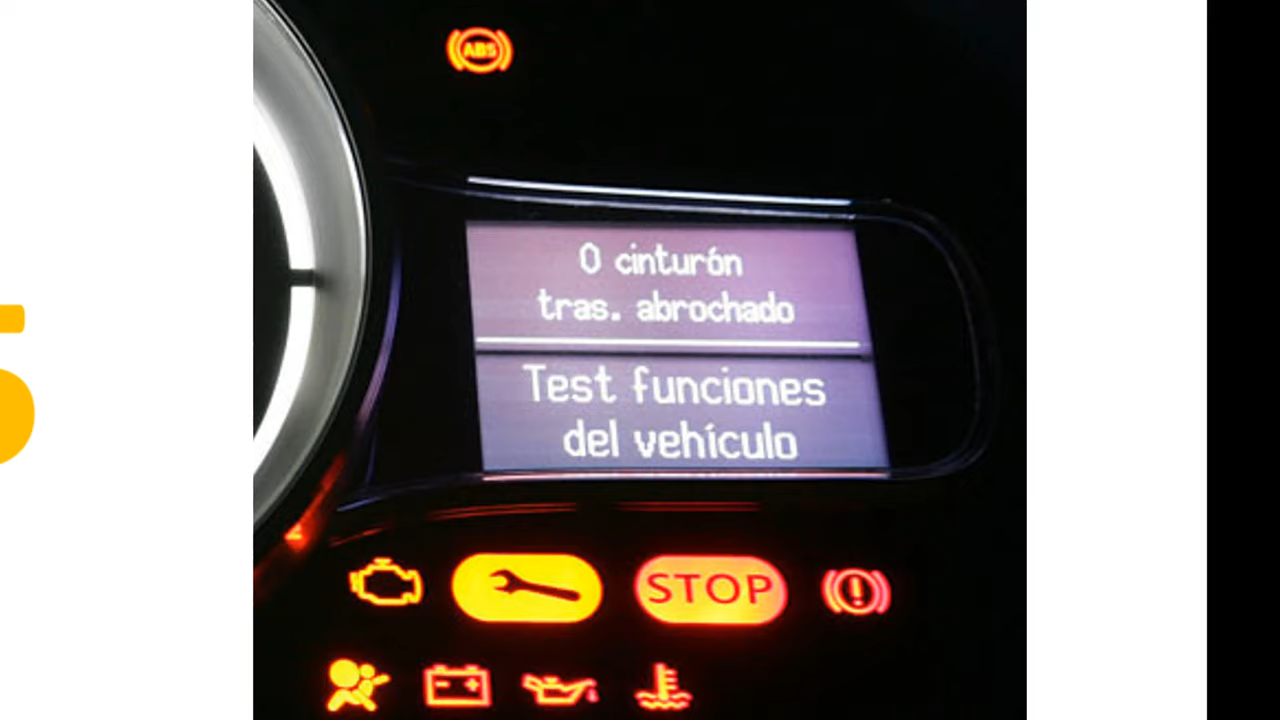 ABS
0 cinturón
tras. abrochado
Test funciones
del vehículo
STOP